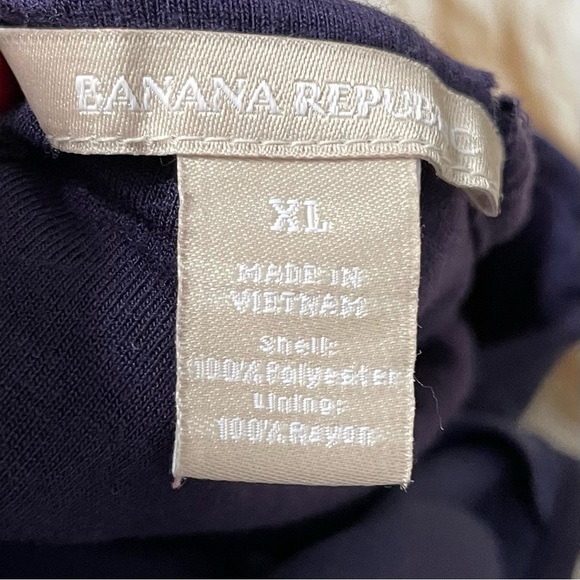 BANANA REPUBLIC
XL
MADE IN
VIETNAM
Shell:
100% Polyester
Lining:
100% Rayon